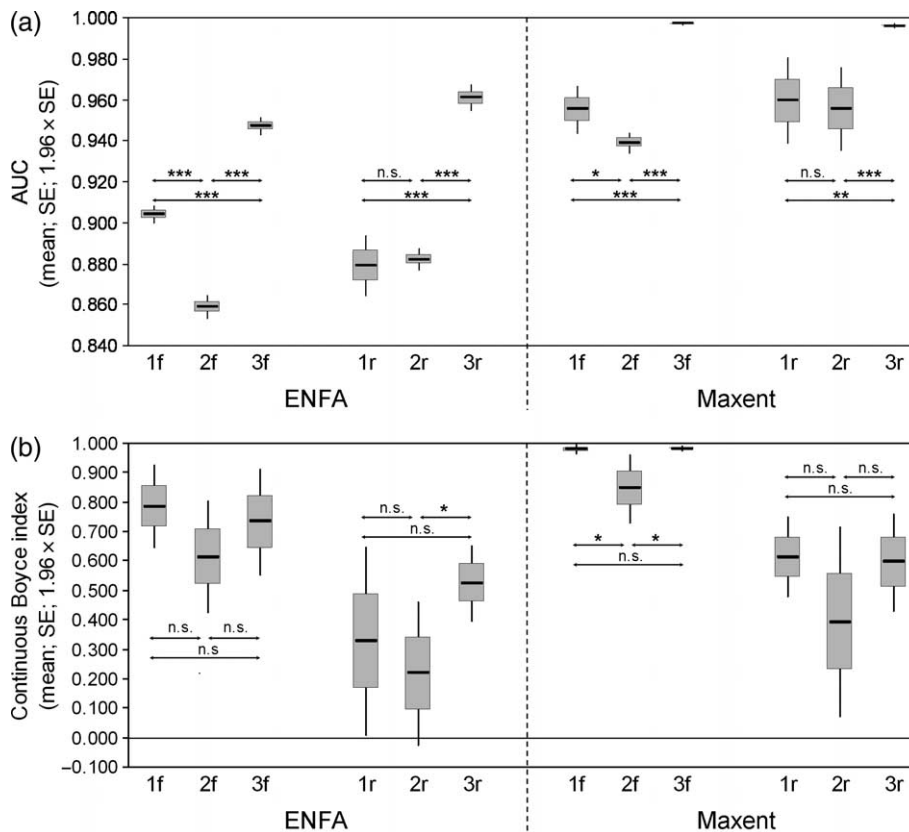 (a)
AUC
(mean; SE; 1.96 × SE)
1.000
0.980
0.960
0.940
0.920
0.900
0.880
0.860
0.840
*** ***
***
n.s. ***
***
* ***
***
n.s. ***
**
1f 2f 3f 1r 2r 3r 1f 2f 3f 1r 2r 3r
ENFA Maxent
(b)
Continuous Boyce index
(mean; SE; 1.96 × SE)
1.000
0.900
0.800
0.700
0.600
0.500
0.400
0.300
0.200
0.100
0.000
–0.100
n.s. n.s.
n.s
n.s. *
n.s.
* *
n.s.
n.s. n.s.
n.s.
1f 2f 3f 1r 2r 3r 1f 2f 3f 1r 2r 3r
ENFA Maxent